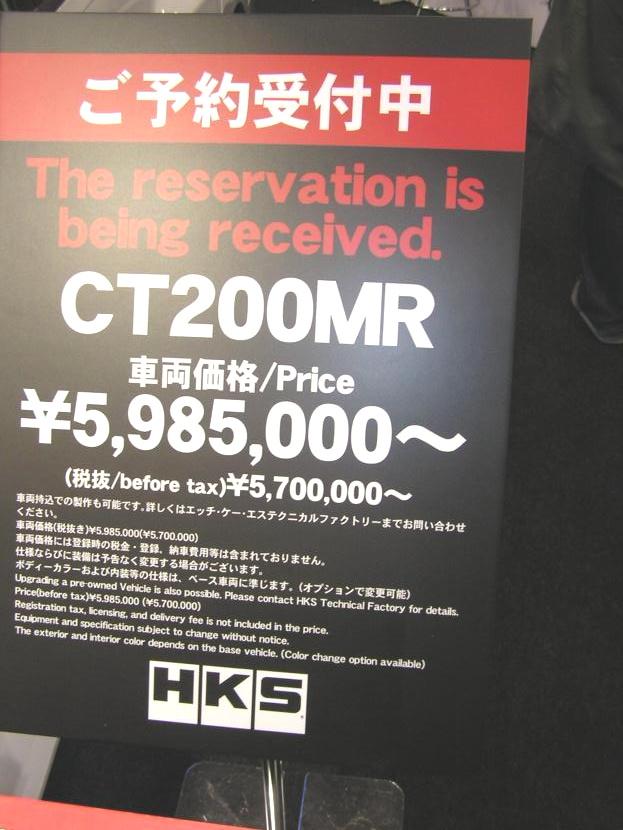 ご予約受付中
The reservation is
being received.
CT200MR
車両価格/Price
¥5,985,000～
(税抜/before tax)¥5,700,000～
車両持込での製作も可能です。詳しくはエッチ・ケー・エステクニカルファクトリーまでお問い合わせ
ください。
車両価格(税抜き)¥5.985.000(¥5.700.000)
車両価格には登録時の税金・登録、納車費用等は含まれておりません。
仕様ならびに装備は予告なく変更する場合がございます。
ボディーカラーおよび内装等の仕様は、ベース車両に準じます。(オプションで変更可能)
Upgrading a pre-owned Vehicle is also possible. Please contact HKS Technical Factory for details.
Price(before tax)¥5.985.000 (¥5.700.000)
Registration tax, licensing, and delivery fee is not included in the price.
Equipment and specification subject to change without notice.
The exterior and interior color depends on the base vehicle. (Color change option available)
HKS